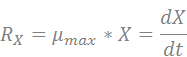 R_X = μ_max * X = dX/dt